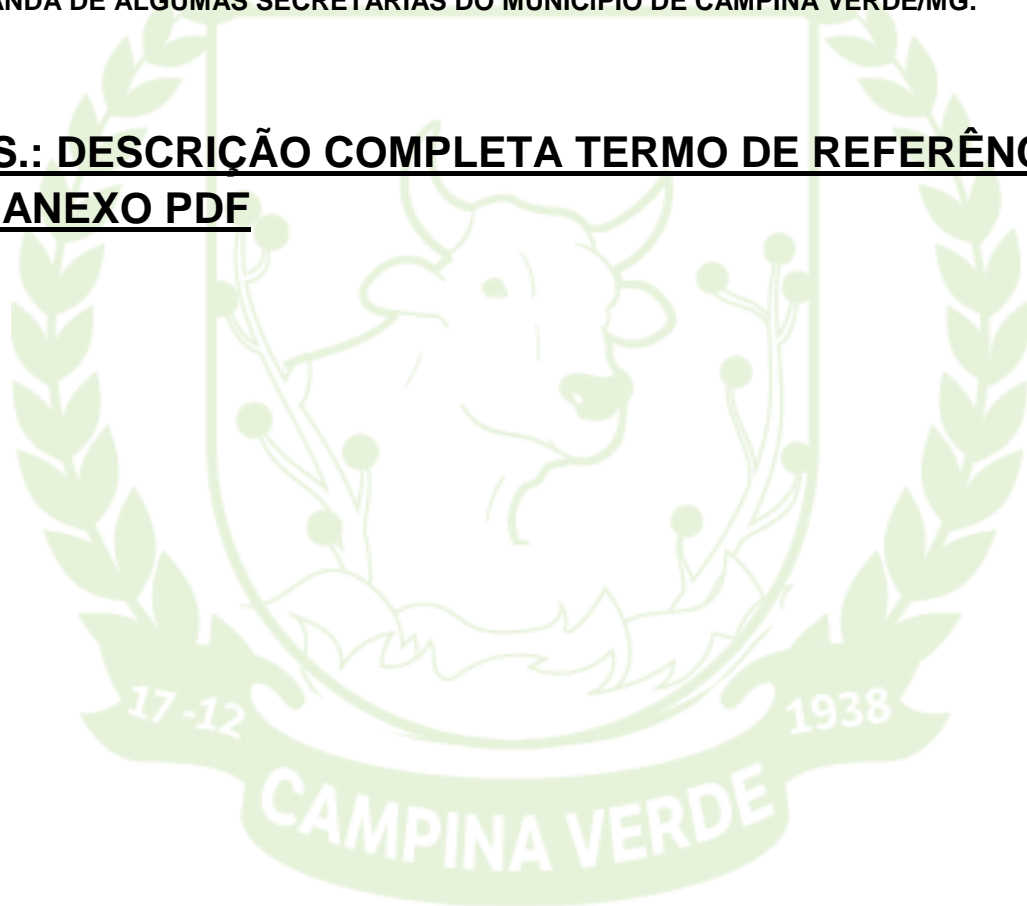 ANDA DE ALGUMAS SECRETARIAS DO MUNICIPIO DE CAMPINA VERDE/MG.
S.: DESCRIÇÃO COMPLETA TERMO DE REFERÊNC
ANEXO PDF
17-12 1938
CAMPINA VERDE